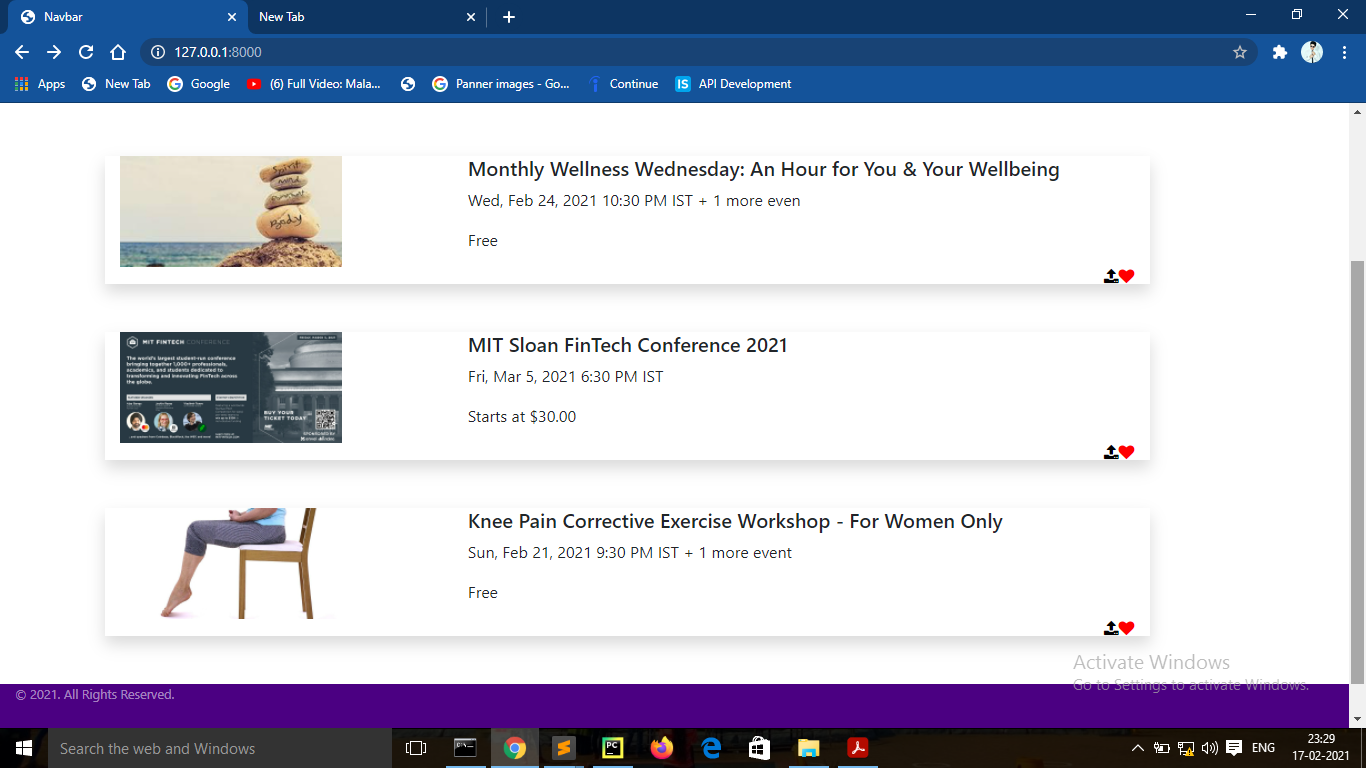 Navbar
New Tab
127.0.0.1:8000
Apps
New Tab
Google
(6) Full Video: Mala...
Panner images - Go...
Continue
IS
API Development
Spirit
mind
Body
Monthly Wellness Wednesday: An Hour for You & Your Wellbeing
Wed, Feb 24, 2021 10:30 PM IST + 1 more even
Free
MIT FINTECH CONFERENCE
The world's largest student-run conference
bringing together 1,000+ professionals,
academics, and students dedicated to
transforming and innovating FinTech across
the globe.
BUY YOUR
TICKET TODAY
MIT Sloan FinTech Conference 2021
Fri, Mar 5, 2021 6:30 PM IST
Starts at $30.00
Knee Pain Corrective Exercise Workshop - For Women Only
Sun, Feb 21, 2021 9:30 PM IST + 1 more event
Free
Activate Windows
Go to Settings to activate Windows.
© 2021. All Rights Reserved.
Search the web and Windows
PC
ENG
23:29
17-02-2021